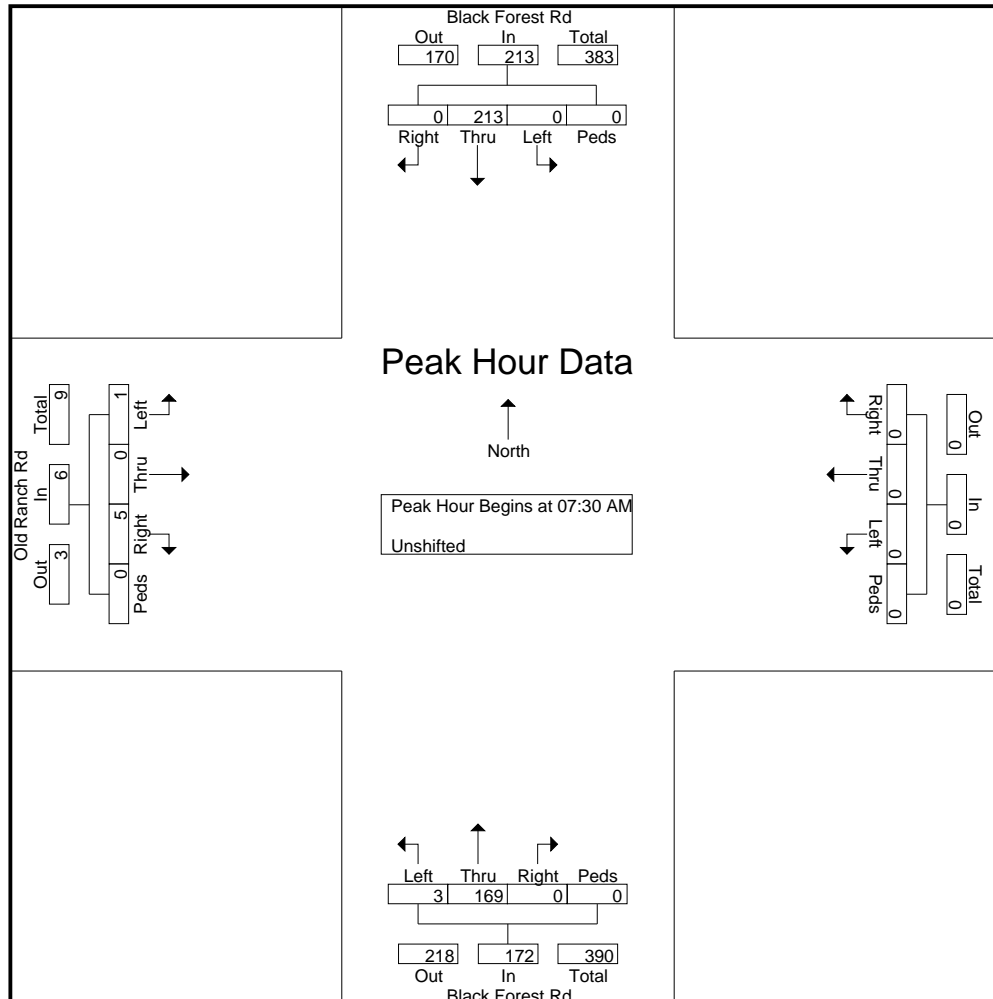 Black Forest Rd
Out In Total
170 213 383
0 213 0 0
Right Thru Left Peds
Peak Hour Data
North
Peak Hour Begins at 07:30 AM
Unshifted
Old Ranch Rd
Out In Total
3 6 9
1 0 5 0
Left Thru Right Peds
Right Thru Left Peds
0 0 0 0
Out In Total
0 0 0
Left Thru Right Peds
3 169 0 0
218 172 390
Out In Total
Black Forest Rd